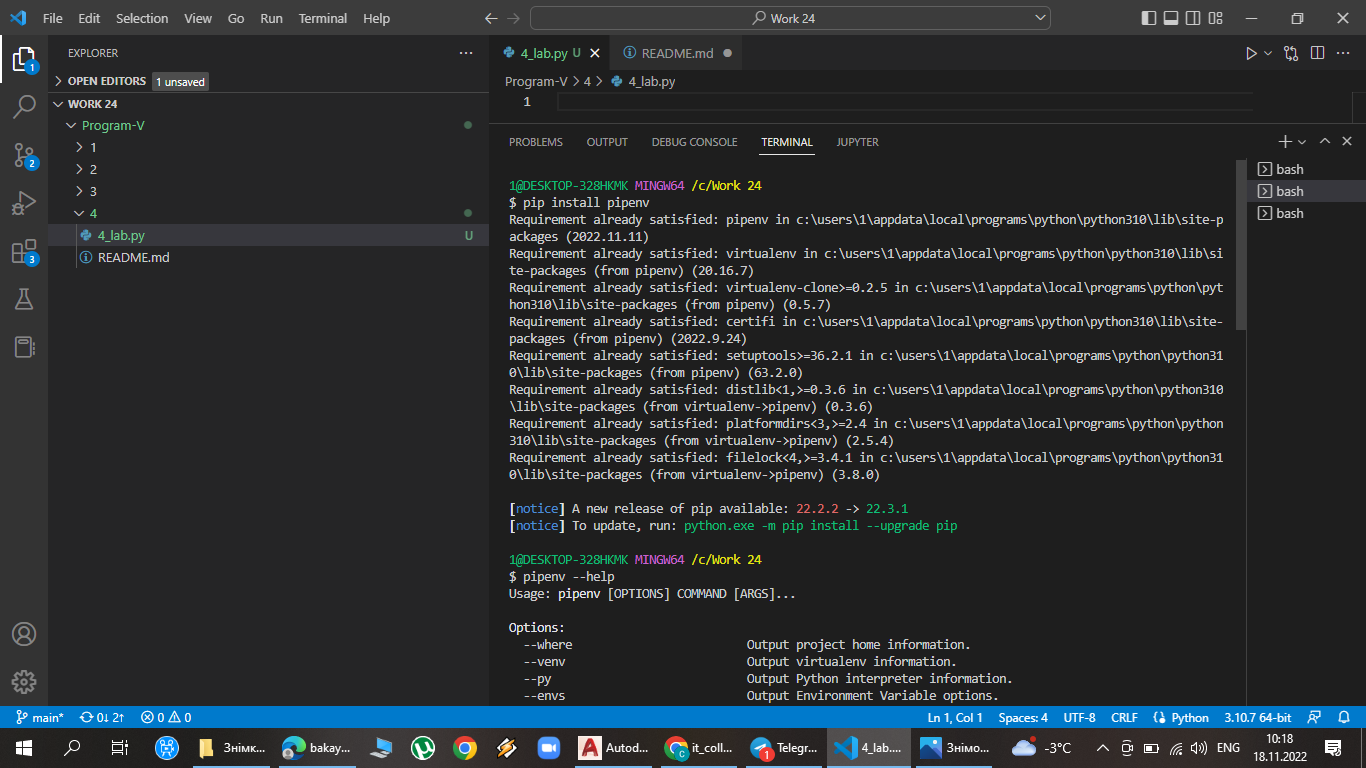 File Edit Selection View Go Run Terminal Help
Work 24
EXPLORER
OPEN EDITORS 1 unsaved
WORK 24
Program-V
1
2
3
4
4_lab.py U
README.md
1
2
3
4_lab.py U
README.md
Program-V > 4 > 4_lab.py
1
PROBLEMS OUTPUT DEBUG CONSOLE TERMINAL JUPYTER
bash
bash
bash
1@DESKTOP-328HKMK MINGW64 /c/Work 24
$ pip install pipenv
Requirement already satisfied: pipenv in c:\users\1\appdata\local\programs\python\python310\lib\site-p
ackages (2022.11.11)
Requirement already satisfied: virtualenv in c:\users\1\appdata\local\programs\python\python310\lib\si
te-packages (from pipenv) (20.16.7)
Requirement already satisfied: virtualenv-clone>=0.2.5 in c:\users\1\appdata\local\programs\python\pyt
hon310\lib\site-packages (from pipenv) (0.5.7)
Requirement already satisfied: certifi in c:\users\1\appdata\local\programs\python\python310\lib\site-
packages (from pipenv) (2022.9.24)
Requirement already satisfied: setuptools>=36.2.1 in c:\users\1\appdata\local\programs\python\python31
0\lib\site-packages (from pipenv) (63.2.0)
Requirement already satisfied: distlib<1,>=0.3.6 in c:\users\1\appdata\local\programs\python\python310
\lib\site-packages (from virtualenv->pipenv) (0.3.6)
Requirement already satisfied: platformdirs<3,>=2.4 in c:\users\1\appdata\local\programs\python\python
310\lib\site-packages (from virtualenv->pipenv) (2.5.4)
Requirement already satisfied: filelock<4,>=3.4.1 in c:\users\1\appdata\local\programs\python\python31
0\lib\site-packages (from virtualenv->pipenv) (3.8.0)
[notice] A new release of pip available: 22.2.2 -> 22.3.1
[notice] To update, run: python.exe -m pip install --upgrade pip
1@DESKTOP-328HKMK MINGW64 /c/Work 24
$ pipenv --help
Usage: pipenv [OPTIONS] COMMAND [ARGS]...
Options:
--where Output project home information.
--venv Output virtualenv information.
--py Output Python interpreter information.
--envs Output Environment Variable options.
main* 0↓ 2↑ 0 0 Ln 1, Col 1 Spaces: 4 UTF-8 CRLF Python 3.10.7 64-bit
Знімк... bakay... Autod... it_coll... Telegr... 1 4_lab.... Знімо... -3°C ENG
10:18
18.11.2022